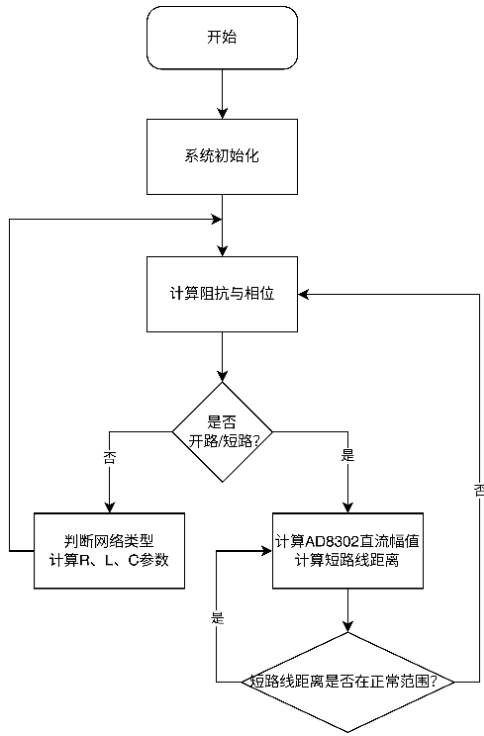 开始
系统初始化
计算阻抗与相位
是否
开路/短路?
否
是
判断网络类型
计算R、L、C参数
计算AD8302直流幅值
计算短路线距离
否
是
短路线距离是否在正常范围?